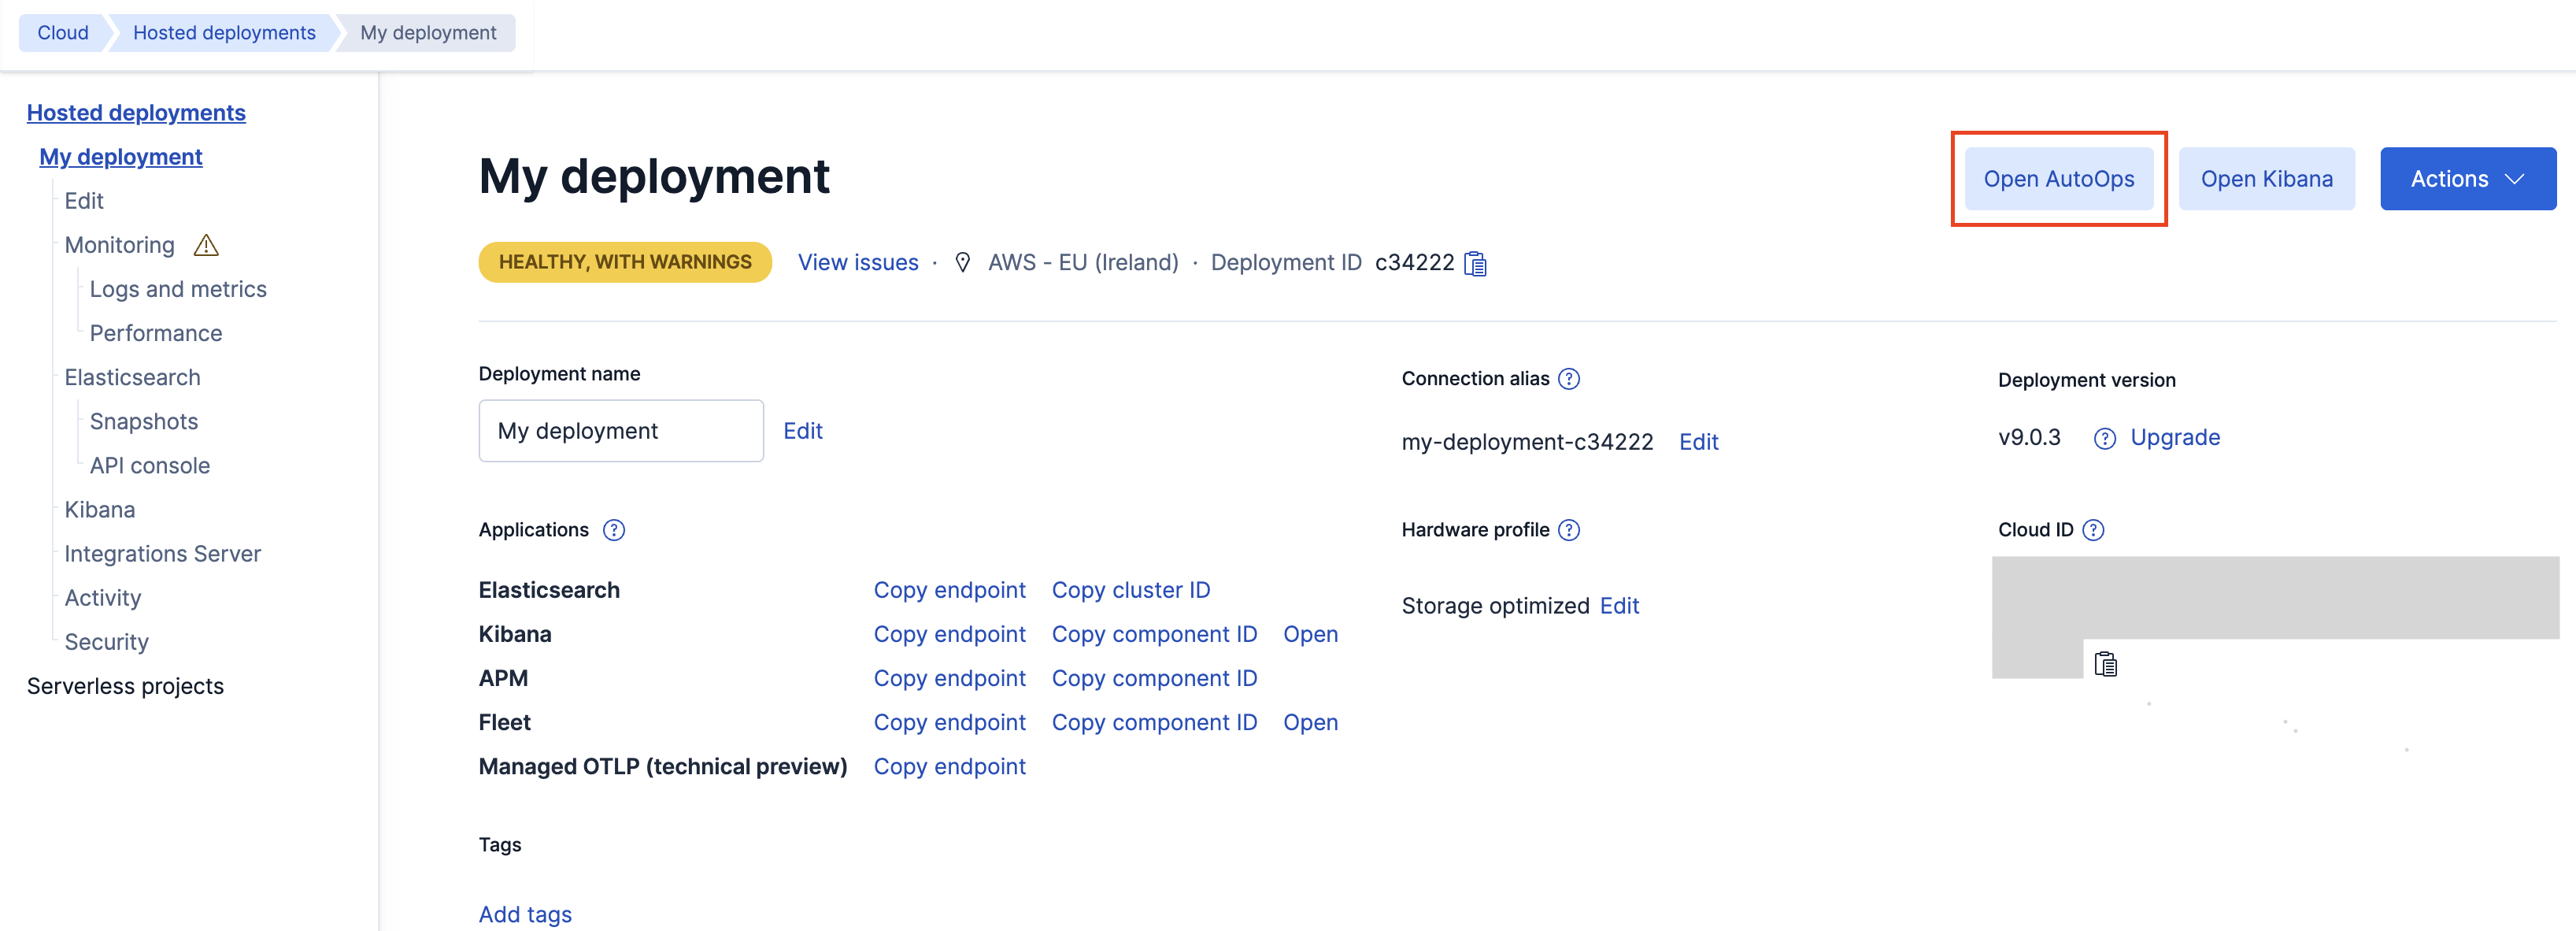 Cloud
Hosted deployments
My deployment
Hosted deployments
My deployment
Edit
Monitoring
Logs and metrics
Performance
Elasticsearch
Snapshots
API console
Kibana
Integrations Server
Activity
Security
Serverless projects
My deployment
Open AutoOps
Open Kibana
Actions
HEALTHY, WITH WARNINGS View issues · AWS - EU (Ireland) · Deployment ID c34222
Deployment name
My deployment Edit
Connection alias ?
my-deployment-c34222 Edit
Deployment version
v9.0.3 ? Upgrade
Applications ?
Elasticsearch Copy endpoint Copy cluster ID
Kibana Copy endpoint Copy component ID Open
APM Copy endpoint Copy component ID
Fleet Copy endpoint Copy component ID Open
Managed OTLP (technical preview) Copy endpoint
Hardware profile ?
Storage optimized Edit
Cloud ID ?
Tags
Add tags